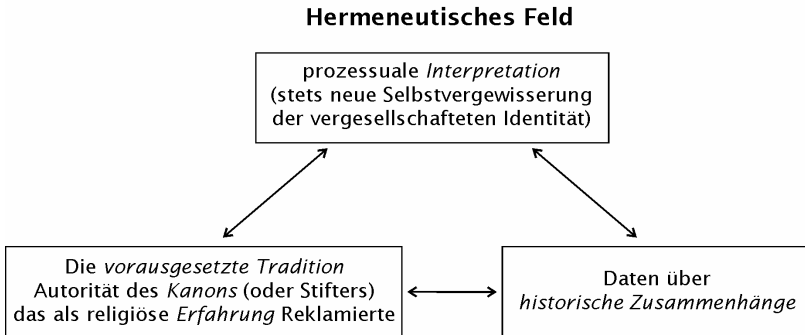 Hermeneutisches Feld
prozessuale Interpretation
(stets neue Selbstvergewisserung
der vergesellschafteten Identität)
Die vorausgesetzte Tradition
Autorität des Kanons (oder Stifters)
das als religiöse Erfahrung Reklamierte
Daten über
historische Zusammenhänge